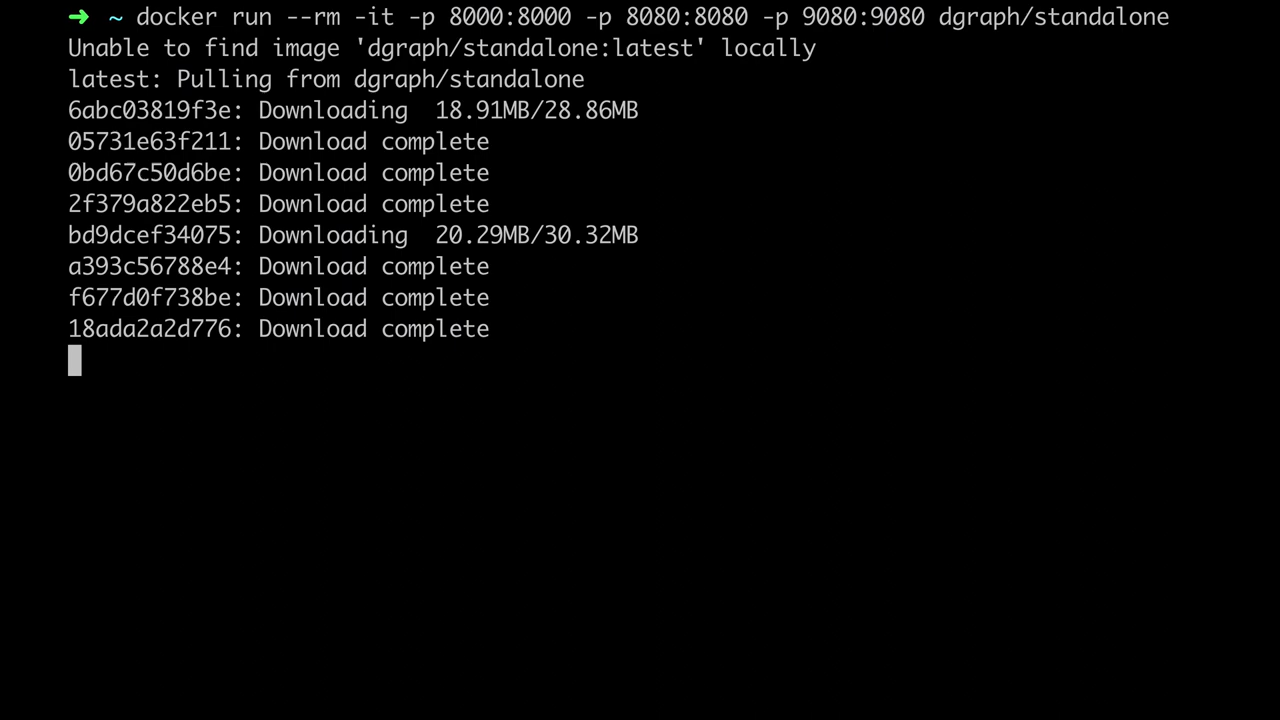 ➜ ~ docker run --rm -it -p 8000:8000 -p 8080:8080 -p 9080:9080 dgraph/standalone
Unable to find image 'dgraph/standalone:latest' locally
latest: Pulling from dgraph/standalone
6abc03819f3e: Downloading  18.91MB/28.86MB
05731e63f211: Download complete
0bd67c50d6be: Download complete
2f379a822eb5: Download complete
bd9dcef34075: Downloading  20.29MB/30.32MB
a393c56788e4: Download complete
f677d0f738be: Download complete
18ada2a2d776: Download complete